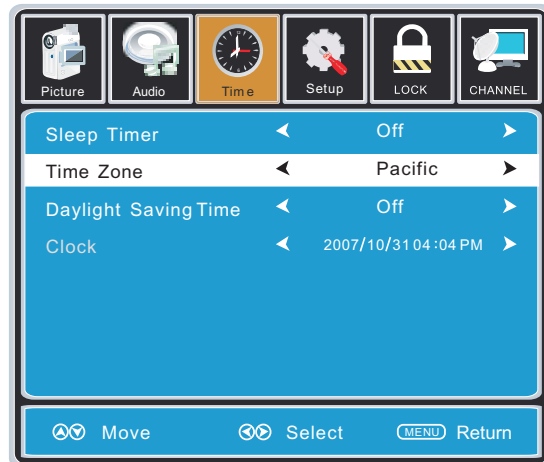 Picture Audio Time Setup LOCK CHANNEL
Sleep Timer Off
Time Zone Pacific
Daylight Saving Time Off
Clock 2007/10/31 04:04 PM
Move Select MENU Return